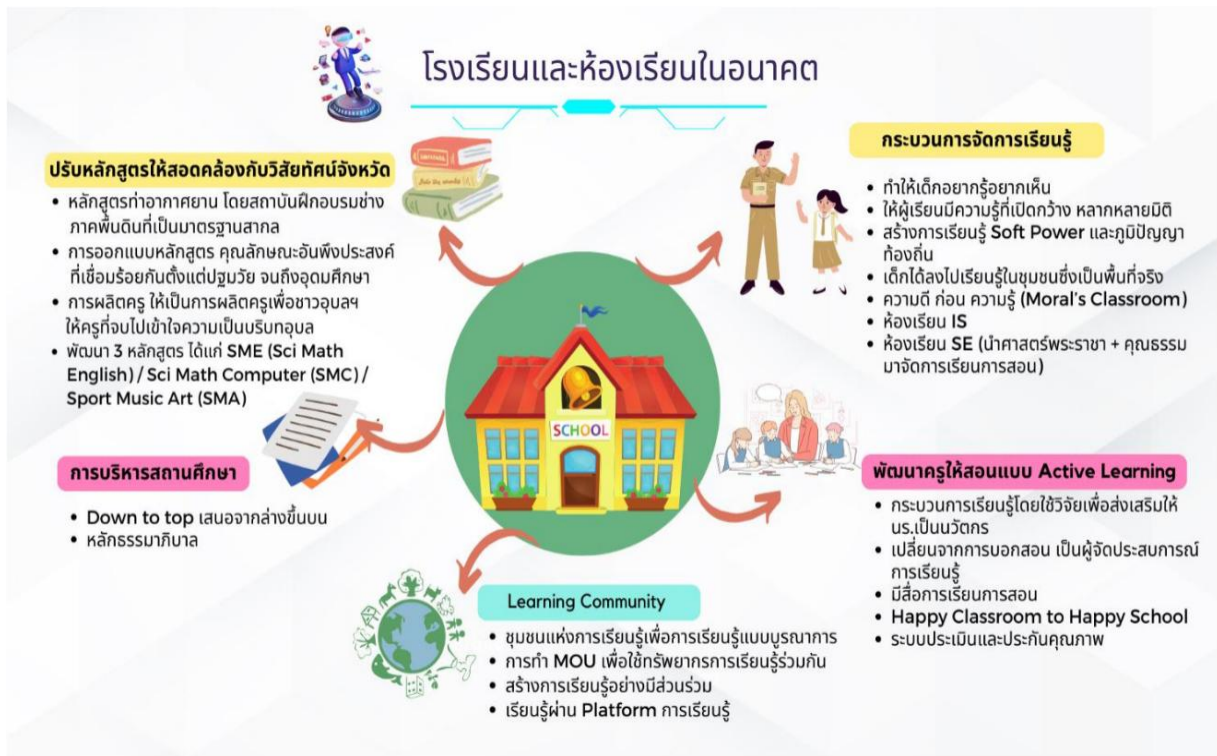 โรงเรียนและห้องเรียนในอนาคต
ปรับหลักสูตรให้สอดคล้องกับวิสัยทัศน์จังหวัด
• หลักสูตรท่าอากาศยาน โดยสถาบันฝึกอบรมช่าง
ภาคพื้นดินที่เป็นมาตรฐานสากล
• การออกแบบหลักสูตร คุณลักษณะอันพึงประสงค์
ที่เชื่อมร้อยกันตั้งแต่ปฐมวัย จนถึงอุดมศึกษา
• การผลิตครู ให้เป็นการผลิตครูเพื่อชาวอุบลฯ
ให้ครูที่จบไปเข้าใจความเป็นบริบทอุบล
• พัฒนา 3 หลักสูตร ได้แก่ SME (Sci Math
English) / Sci Math Computer (SMC) /
Sport Music Art (SMA)
การบริหารสถานศึกษา
• Down to top เสนอจากล่างขึ้นบน
• หลักธรรมาภิบาล
SCHOOL
กระบวนการจัดการเรียนรู้
• ทำให้เด็กอยากรู้อยากเห็น
• ให้ผู้เรียนมีความรู้ที่เปิดกว้าง หลากหลายมิติ
• สร้างการเรียนรู้ Soft Power และภูมิปัญญา
ท้องถิ่น
• เด็กได้ลงไปเรียนรู้ในชุมชนซึ่งเป็นพื้นที่จริง
• ความดี ก่อน ความรู้ (Moral's Classroom)
• ห้องเรียน IS
• ห้องเรียน SE (นำศาสตร์พระราชา + คุณธรรม
มาจัดการเรียนการสอน)
พัฒนาครูให้สอนแบบ Active Learning
• กระบวนการเรียนรู้โดยใช้วิจัยเพื่อส่งเสริมให้
นร.เป็นนวัตกร
• เปลี่ยนจากการบอกสอน เป็นผู้จัดประสบการณ์
การเรียนรู้
• มีสื่อการเรียนการสอน
• Happy Classroom to Happy School
• ระบบประเมินและประกันคุณภาพ
Learning Community
• ชุมชนแห่งการเรียนรู้เพื่อการเรียนรู้แบบบูรณาการ
• การทำ MOU เพื่อใช้ทรัพยากรการเรียนรู้ร่วมกัน
• สร้างการเรียนรู้อย่างมีส่วนร่วม
• เรียนรู้ผ่าน Platform การเรียนรู้